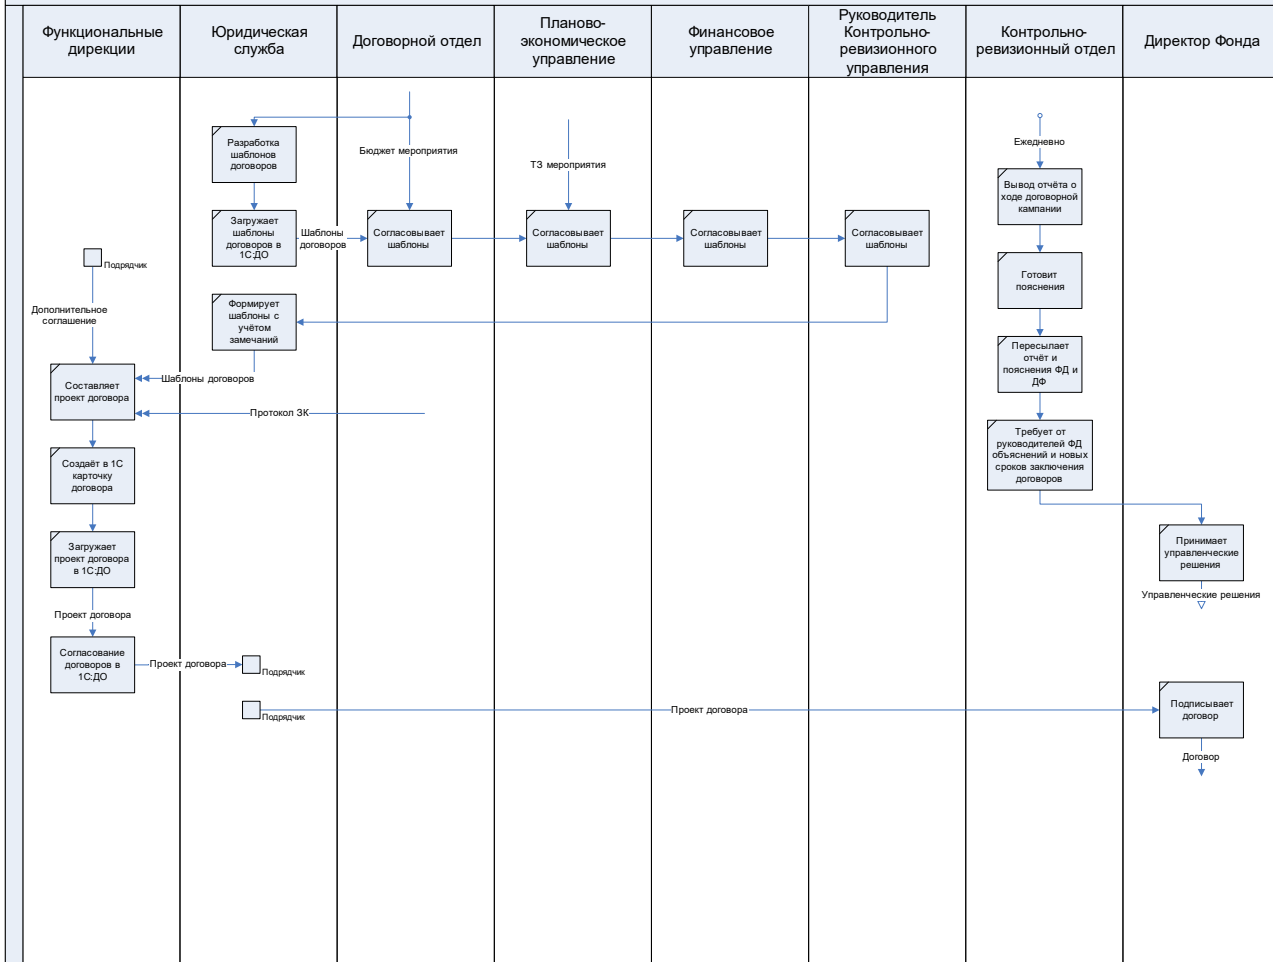 Функциональные
дирекции
Юридическая
служба
Договорной отдел
Планово-
экономическое
управление
Финансовое
управление
Руководитель
Контрольно-
ревизионного
управления
Контрольно-
ревизионный отдел
Директор Фонда
Разработка
шаблонов
договоров
Бюджет мероприятия
ТЗ мероприятия
Ежедневно
Вывод отчёта о
ходе договорной
кампании
Загружает
шаблоны
договоров в
1С:ДО
Шаблоны
договоров
Согласовывает
шаблоны
Согласовывает
шаблоны
Согласовывает
шаблоны
Согласовывает
шаблоны
Подрядчик
Готовит
пояснения
Дополнительное
соглашение
Формирует
шаблоны с
учётом
замечаний
Пересылает
отчёт и
пояснения ФД и
ДФ
Составляет
проект договора
Шаблоны договоров
Протокол ЗК
Требует от
руководителей ФД
объяснений и новых
сроков заключения
договоров
Создаёт в 1С
карточку
договора
Загружает
проект договора
в 1С:ДО
Принимает
управленческие
решения
Управленческие решения
Проект договора
Согласование
договоров в
1С:ДО
Проект договора
Подрядчик
Подрядчик
Проект договора
Подписывает
договор
Договор